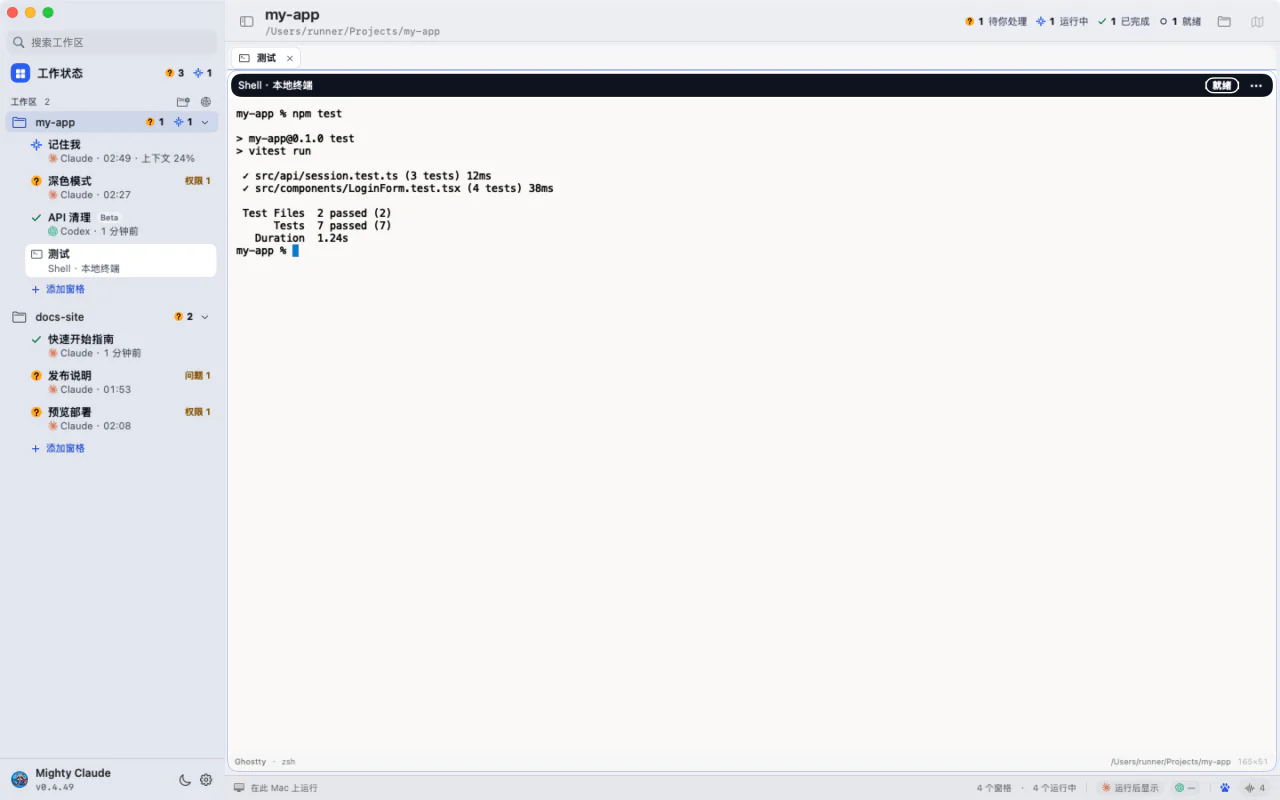 搜索工作区
工作状态 3 1
工作区 2
my-app 1 1
记住我
Claude · 02:49 · 上下文 24%
深色模式 权限 1
Claude · 02:27
API 清理 Beta
Codex · 1 分钟前
测试
Shell · 本地终端
+ 添加窗格
docs-site 2
快速开始指南
Claude · 1 分钟前
发布说明 问题 1
Claude · 01:53
预览部署 权限 1
Claude · 02:08
+ 添加窗格
Mighty Claude
v0.4.49
my-app
/Users/runner/Projects/my-app
1 待你处理 1 运行中 1 已完成 1 就绪
测试 ×
Shell · 本地终端 就绪 ···
my-app % npm test
> my-app@0.1.0 test
> vitest run
✓ src/api/session.test.ts (3 tests) 12ms
✓ src/components/LoginForm.test.tsx (4 tests) 38ms
Test Files 2 passed (2)
Tests 7 passed (7)
Duration 1.24s
my-app %
Ghostty · zsh /Users/runner/Projects/my-app 165×51
在此 Mac 上运行 4 个窗格 · 4 个运行中 运行后显示 — 4